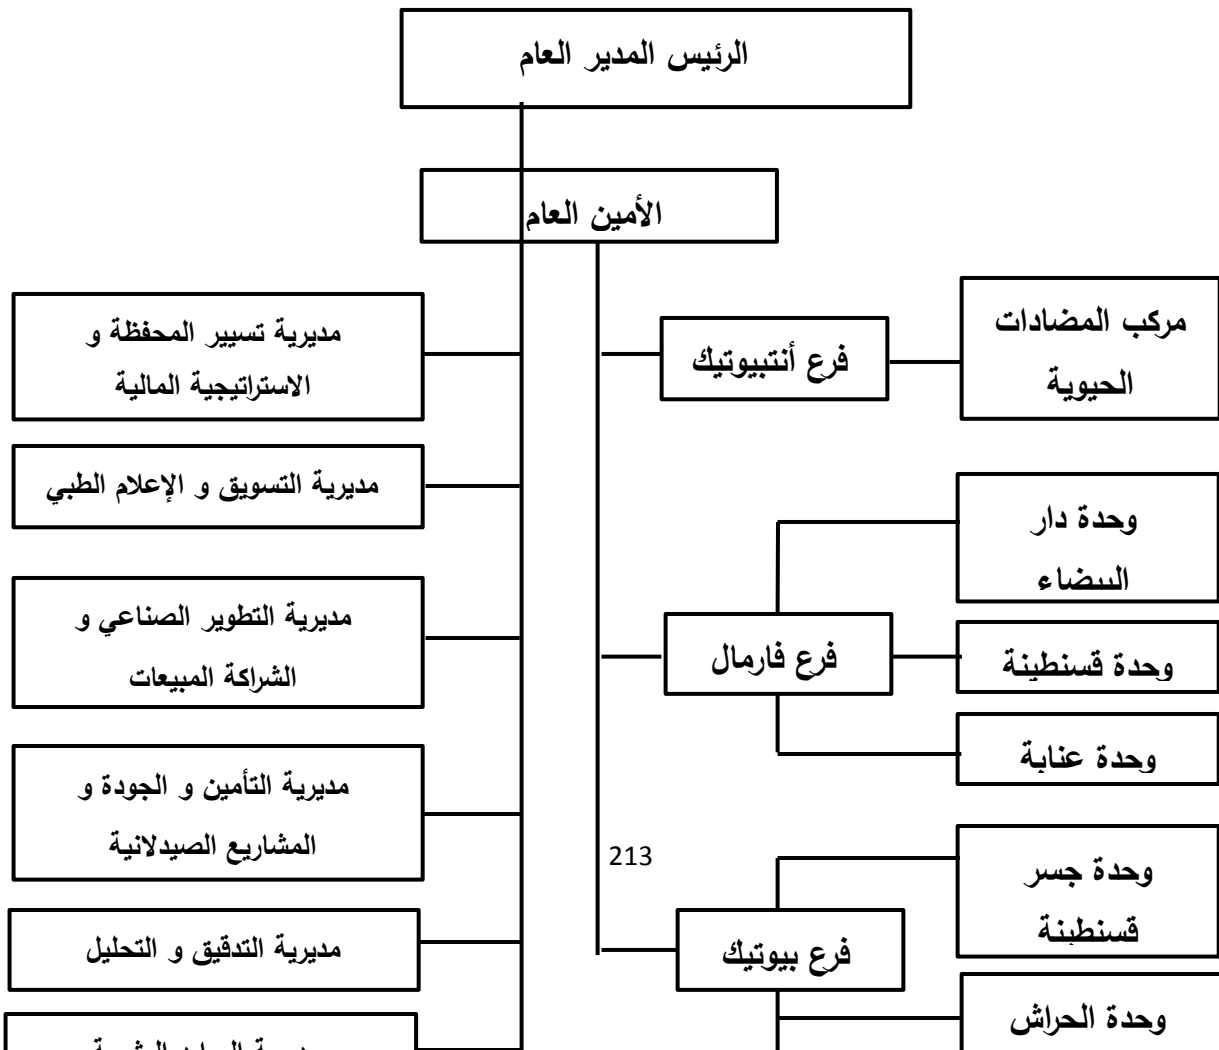 الرئيس المدير العام
الأمين العام
مركب المضادات
الحيوية
فرع أنتبيوتيك
مديرية تسيير المحفظة و
الاستراتيجية المالية
مديرية التسويق و الإعلام الطبي
وحدة دار
البيضاء
فرع فارمال
وحدة قسنطينة
وحدة عنابة
مديرية التطوير الصناعي و
الشراكة المبيعات
مديرية التأمين و الجودة و
المشاريع الصيدلانية
213
وحدة جسر
قسنطينة
فرع بيوتيك
وحدة الحراش
مديرية التدقيق و التحليل